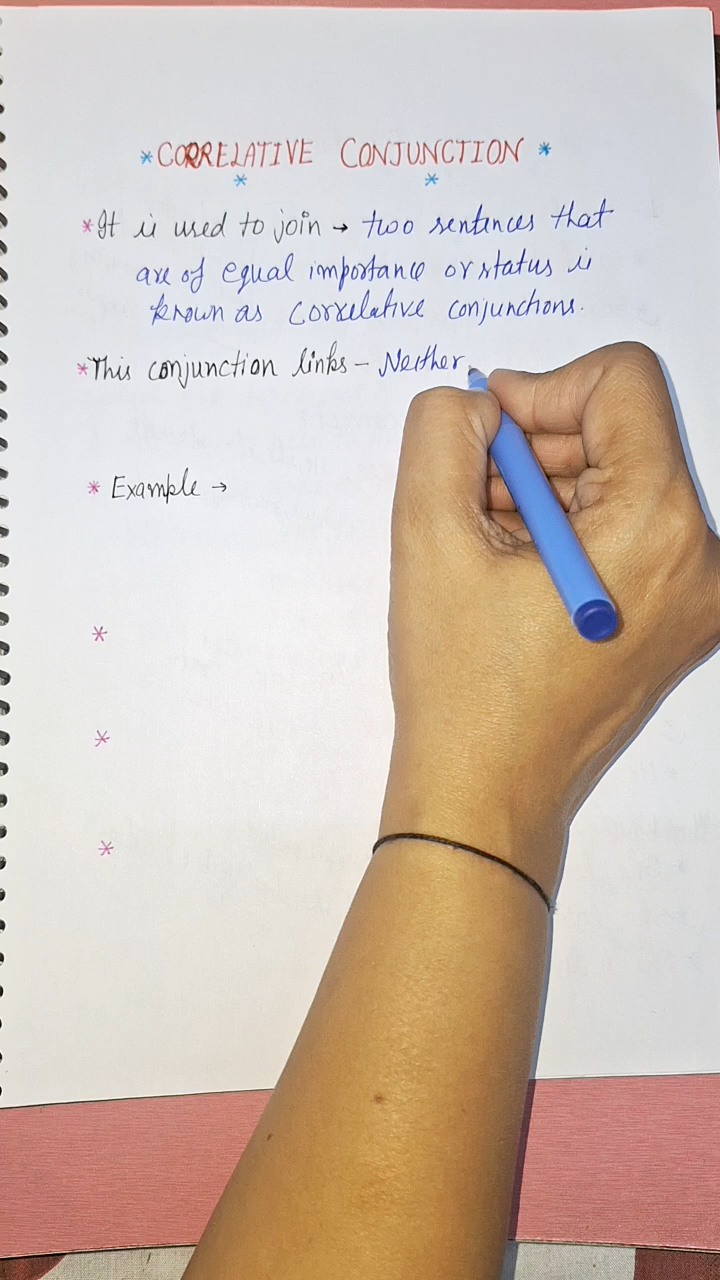 * CORRELATIVE CONJUNCTION *
* It is used to join → two sentences that
are of equal importance or status is
known as correlative conjunctions.
* This conjunction links – Neither
* Example →
*
*
*